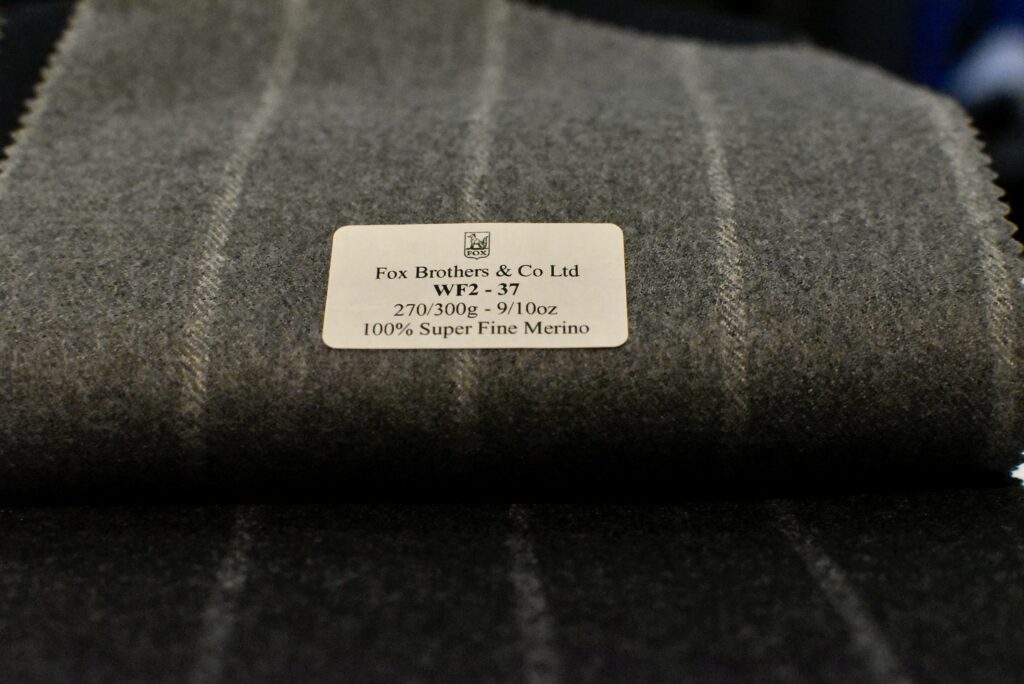 FOX
Fox Brothers & Co Ltd
WF2 - 37
270/300g - 9/10oz
100% Super Fine Merino